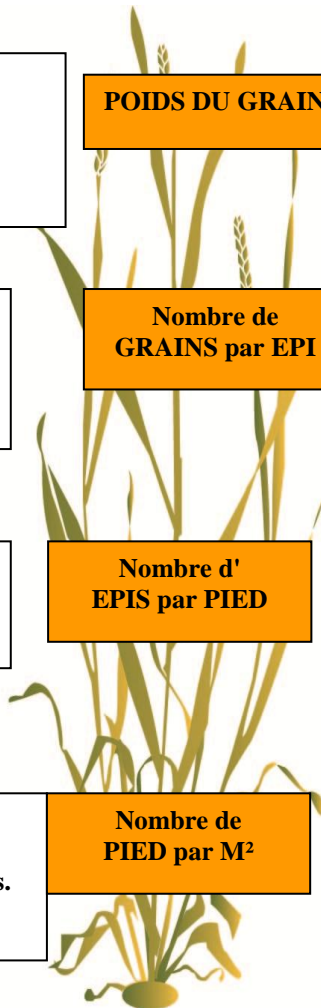 POIDS DU GRAIN
Nombre de
GRAINS par EPI
Nombre d'
EPIS par PIED
Nombre de
PIED par M²
s.